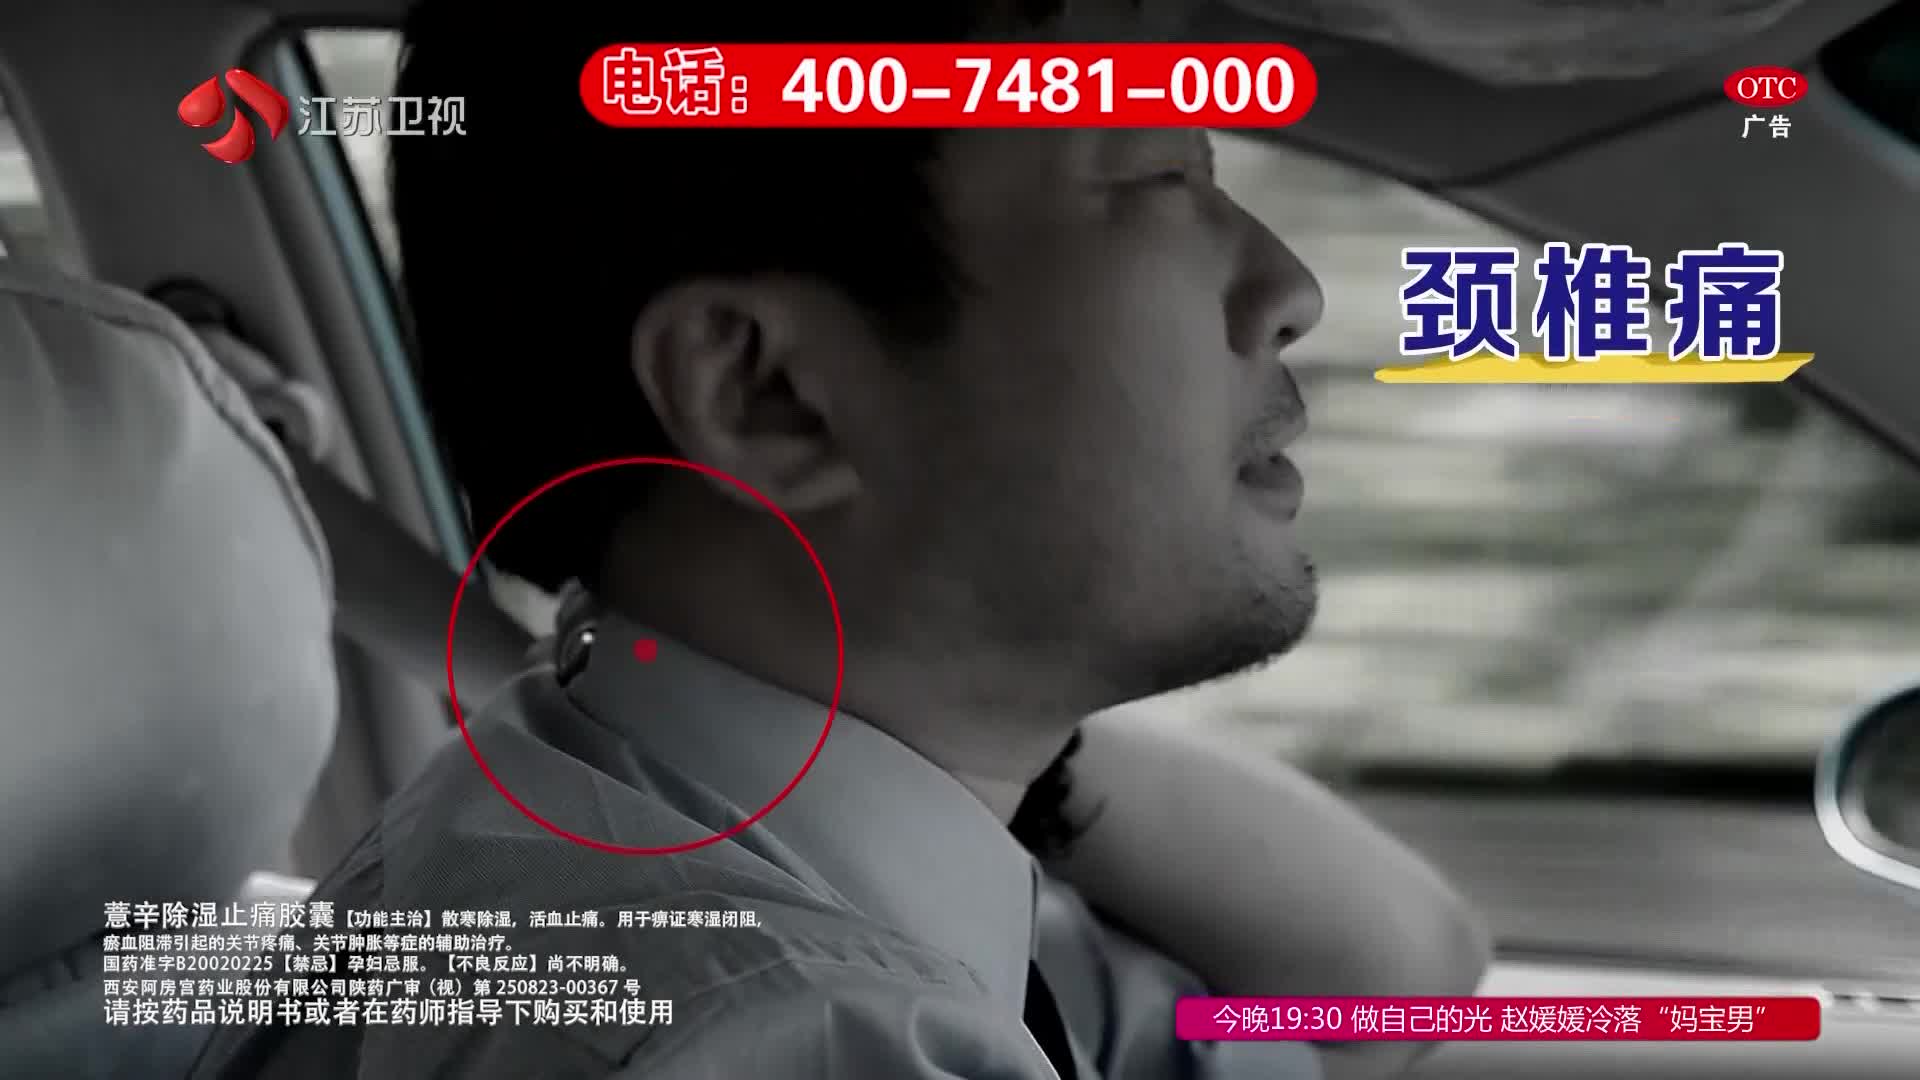 电话：400-7481-000
江苏卫视
OTC
广告
颈椎痛
薏辛除湿止痛胶囊【功能主治】散寒除湿，活血止痛。用于痹证寒湿闭阻，
瘀血阻滞引起的关节疼痛、关节肿胀等症的辅助治疗。
国药准字B20020225【禁忌】孕妇忌服。【不良反应】尚不明确。
西安阿房宫药业股份有限公司陕药广审（视）第250823-00367号
请按药品说明书或者在药师指导下购买和使用
今晚19:30 做自己的光 赵媛媛冷落“妈宝男”